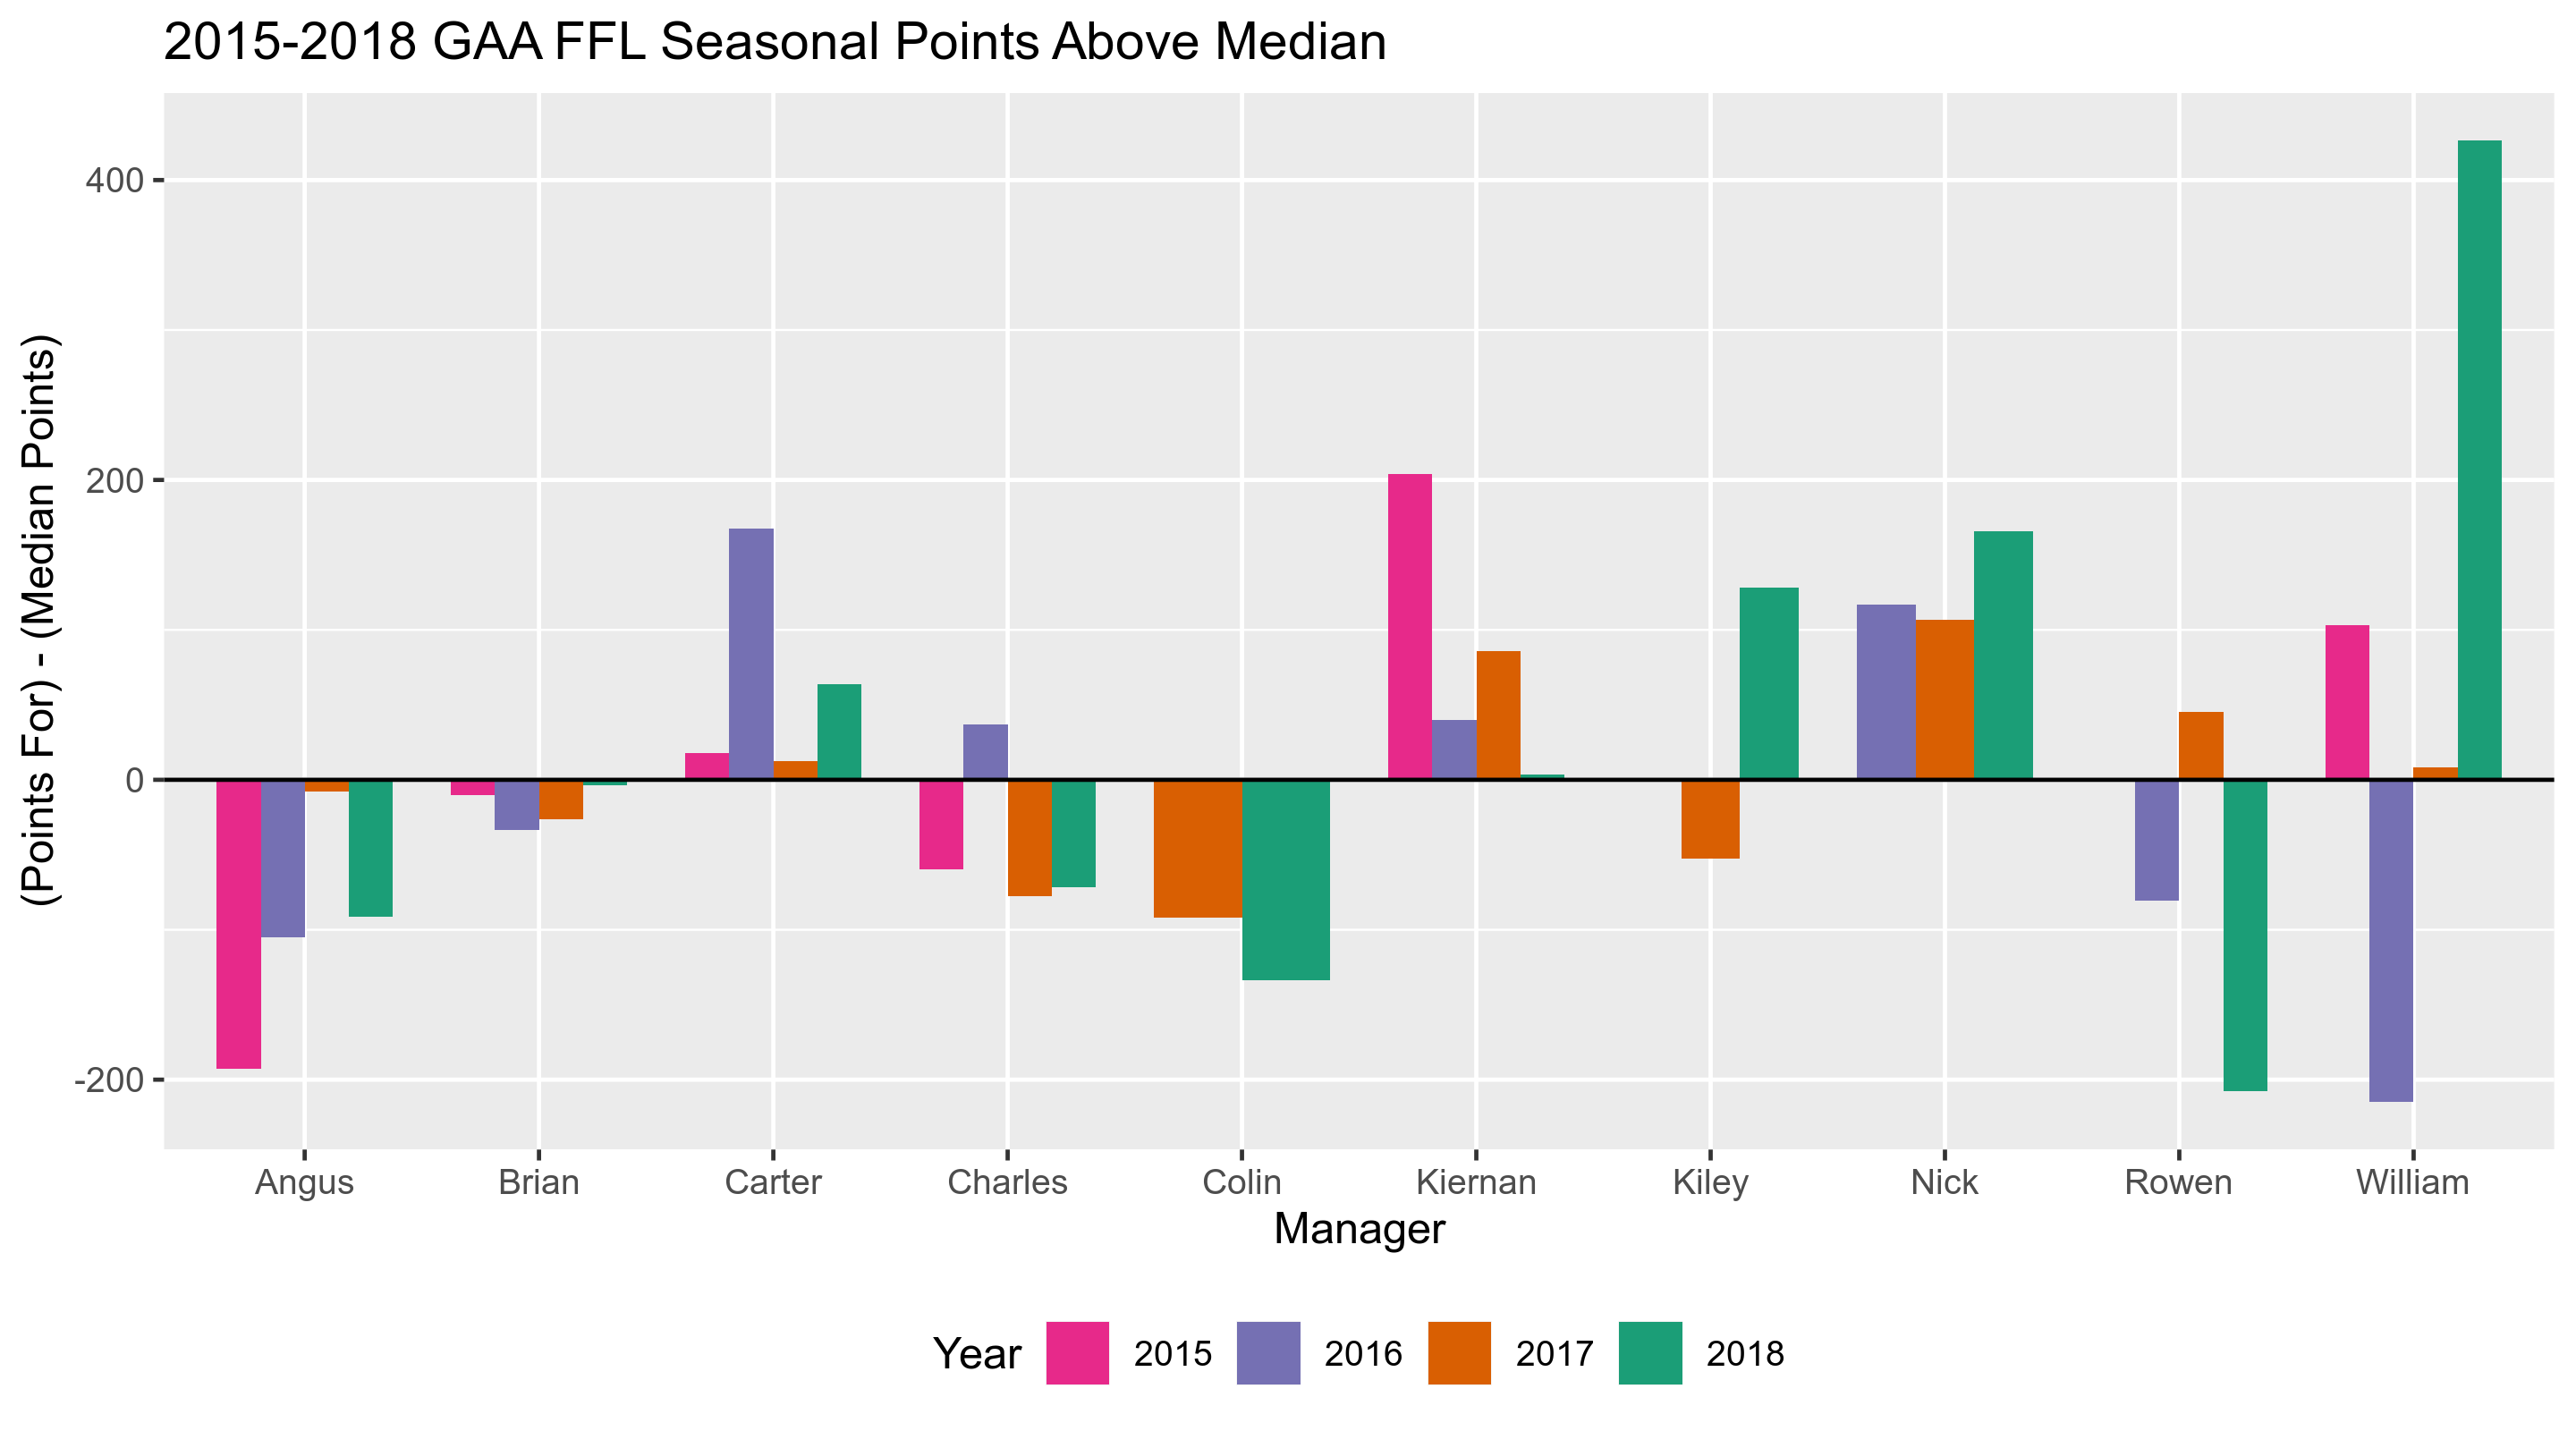 2015-2018 GAA FFL Seasonal Points Above Median
(Points For) - (Median Points)
400
200
0
-200
Angus Brian Carter Charles Colin Kiernan Kiley Nick Rowen William
Manager
Year 2015 2016 2017 2018